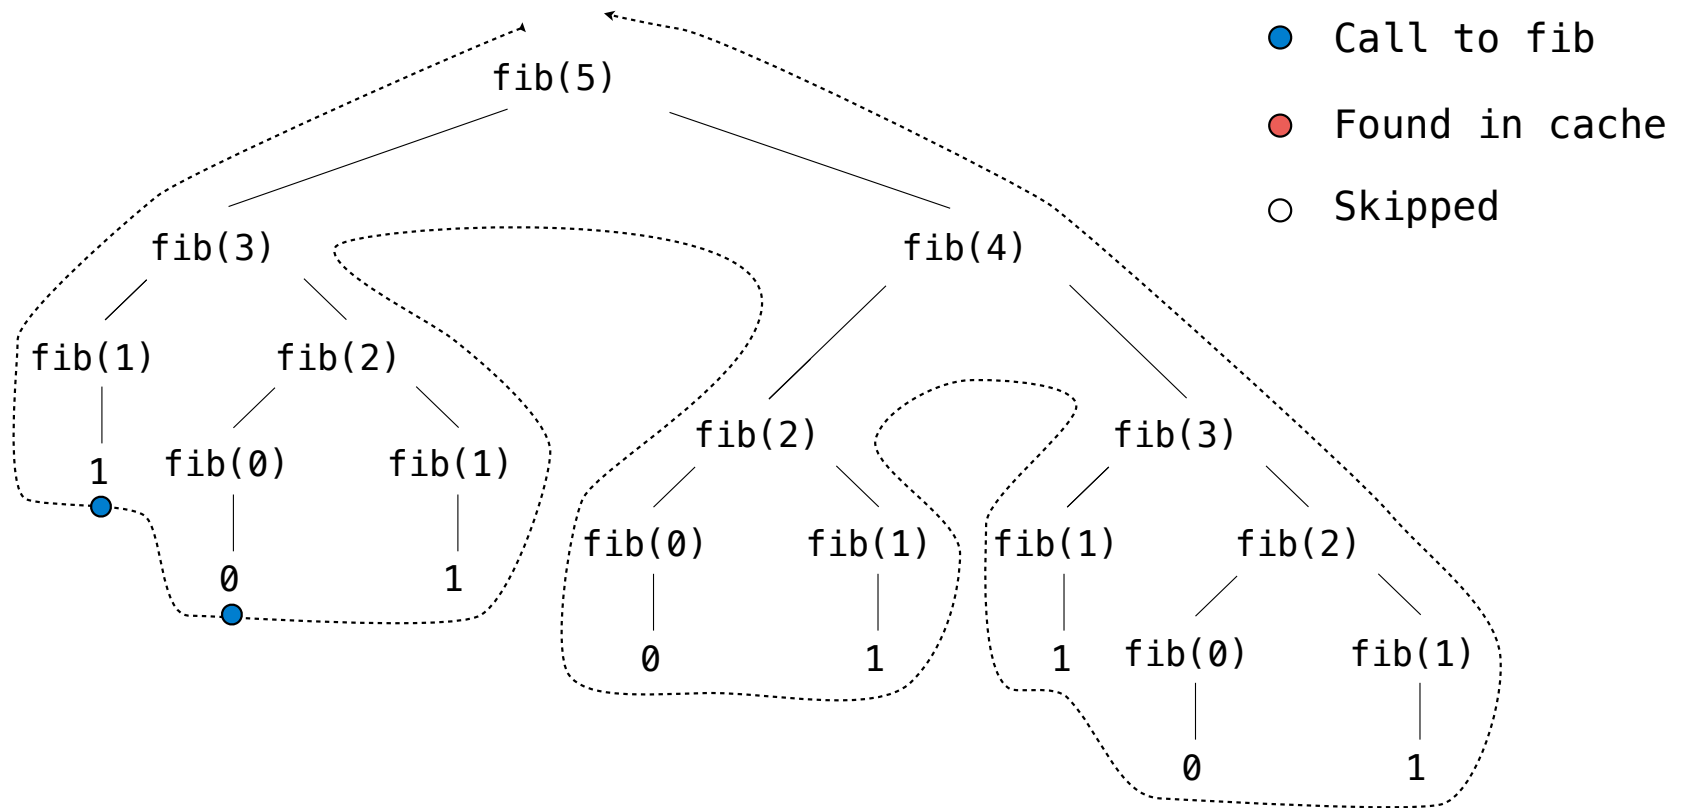 fib(5)
Call to fib
Found in cache
Skipped
fib(3)
fib(4)
fib(1)
fib(2)
1
fib(0)
fib(1)
0
1
fib(2)
fib(3)
fib(0)
fib(1)
fib(1)
fib(2)
0
1
1
fib(0)
fib(1)
0
1